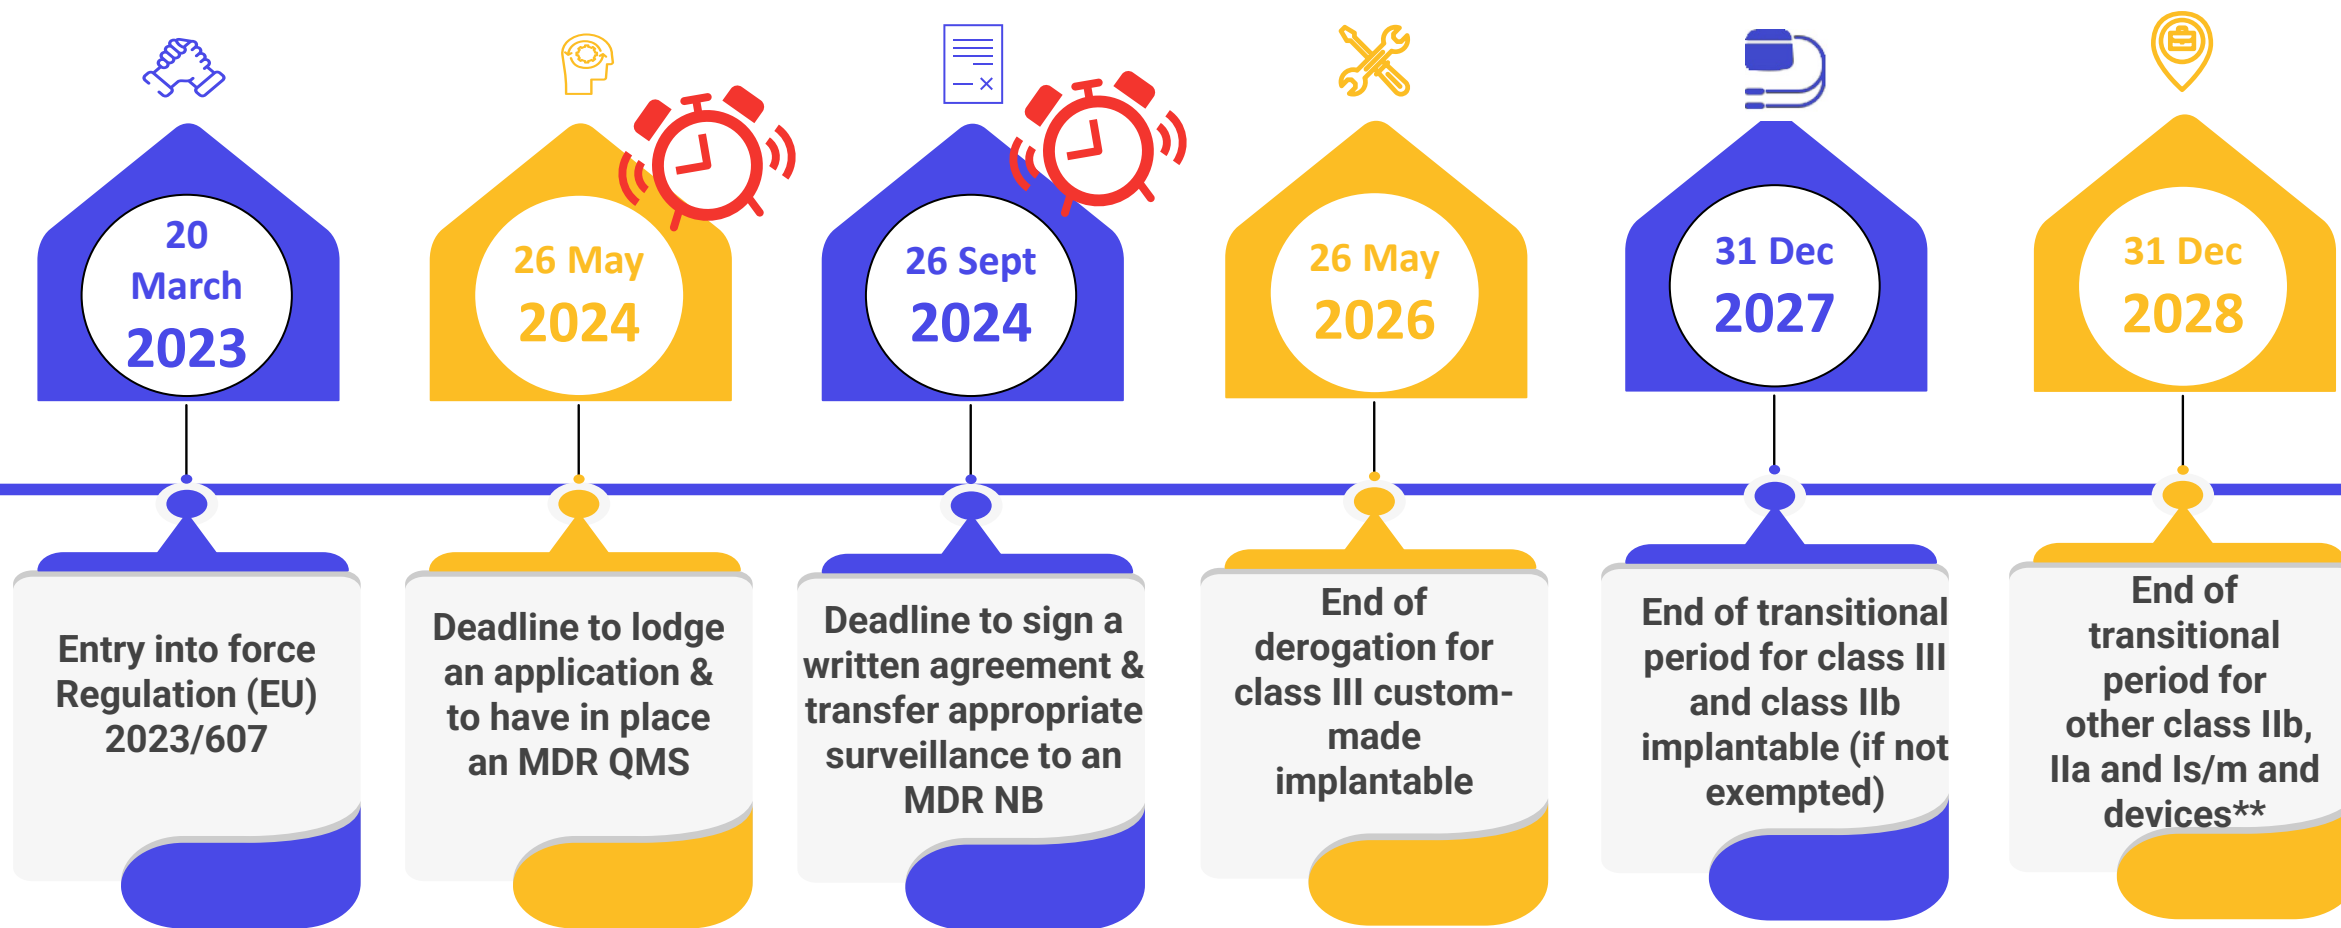 20
March
2023
26 May
2024
26 Sept
2024
26 May
2026
31 Dec
2027
31 Dec
2028
Entry into force
Regulation (EU)
2023/607
Deadline to lodge
an application &
to have in place
an MDR QMS
Deadline to sign a
written agreement &
transfer appropriate
surveillance to an
MDR NB
End of
derogation for
class III custom-
made
implantable
End of transitional
period for class III
and class IIb
implantable (if not
exempted)
End of
transitional
period for
other class IIb,
IIa and Is/m and
devices**